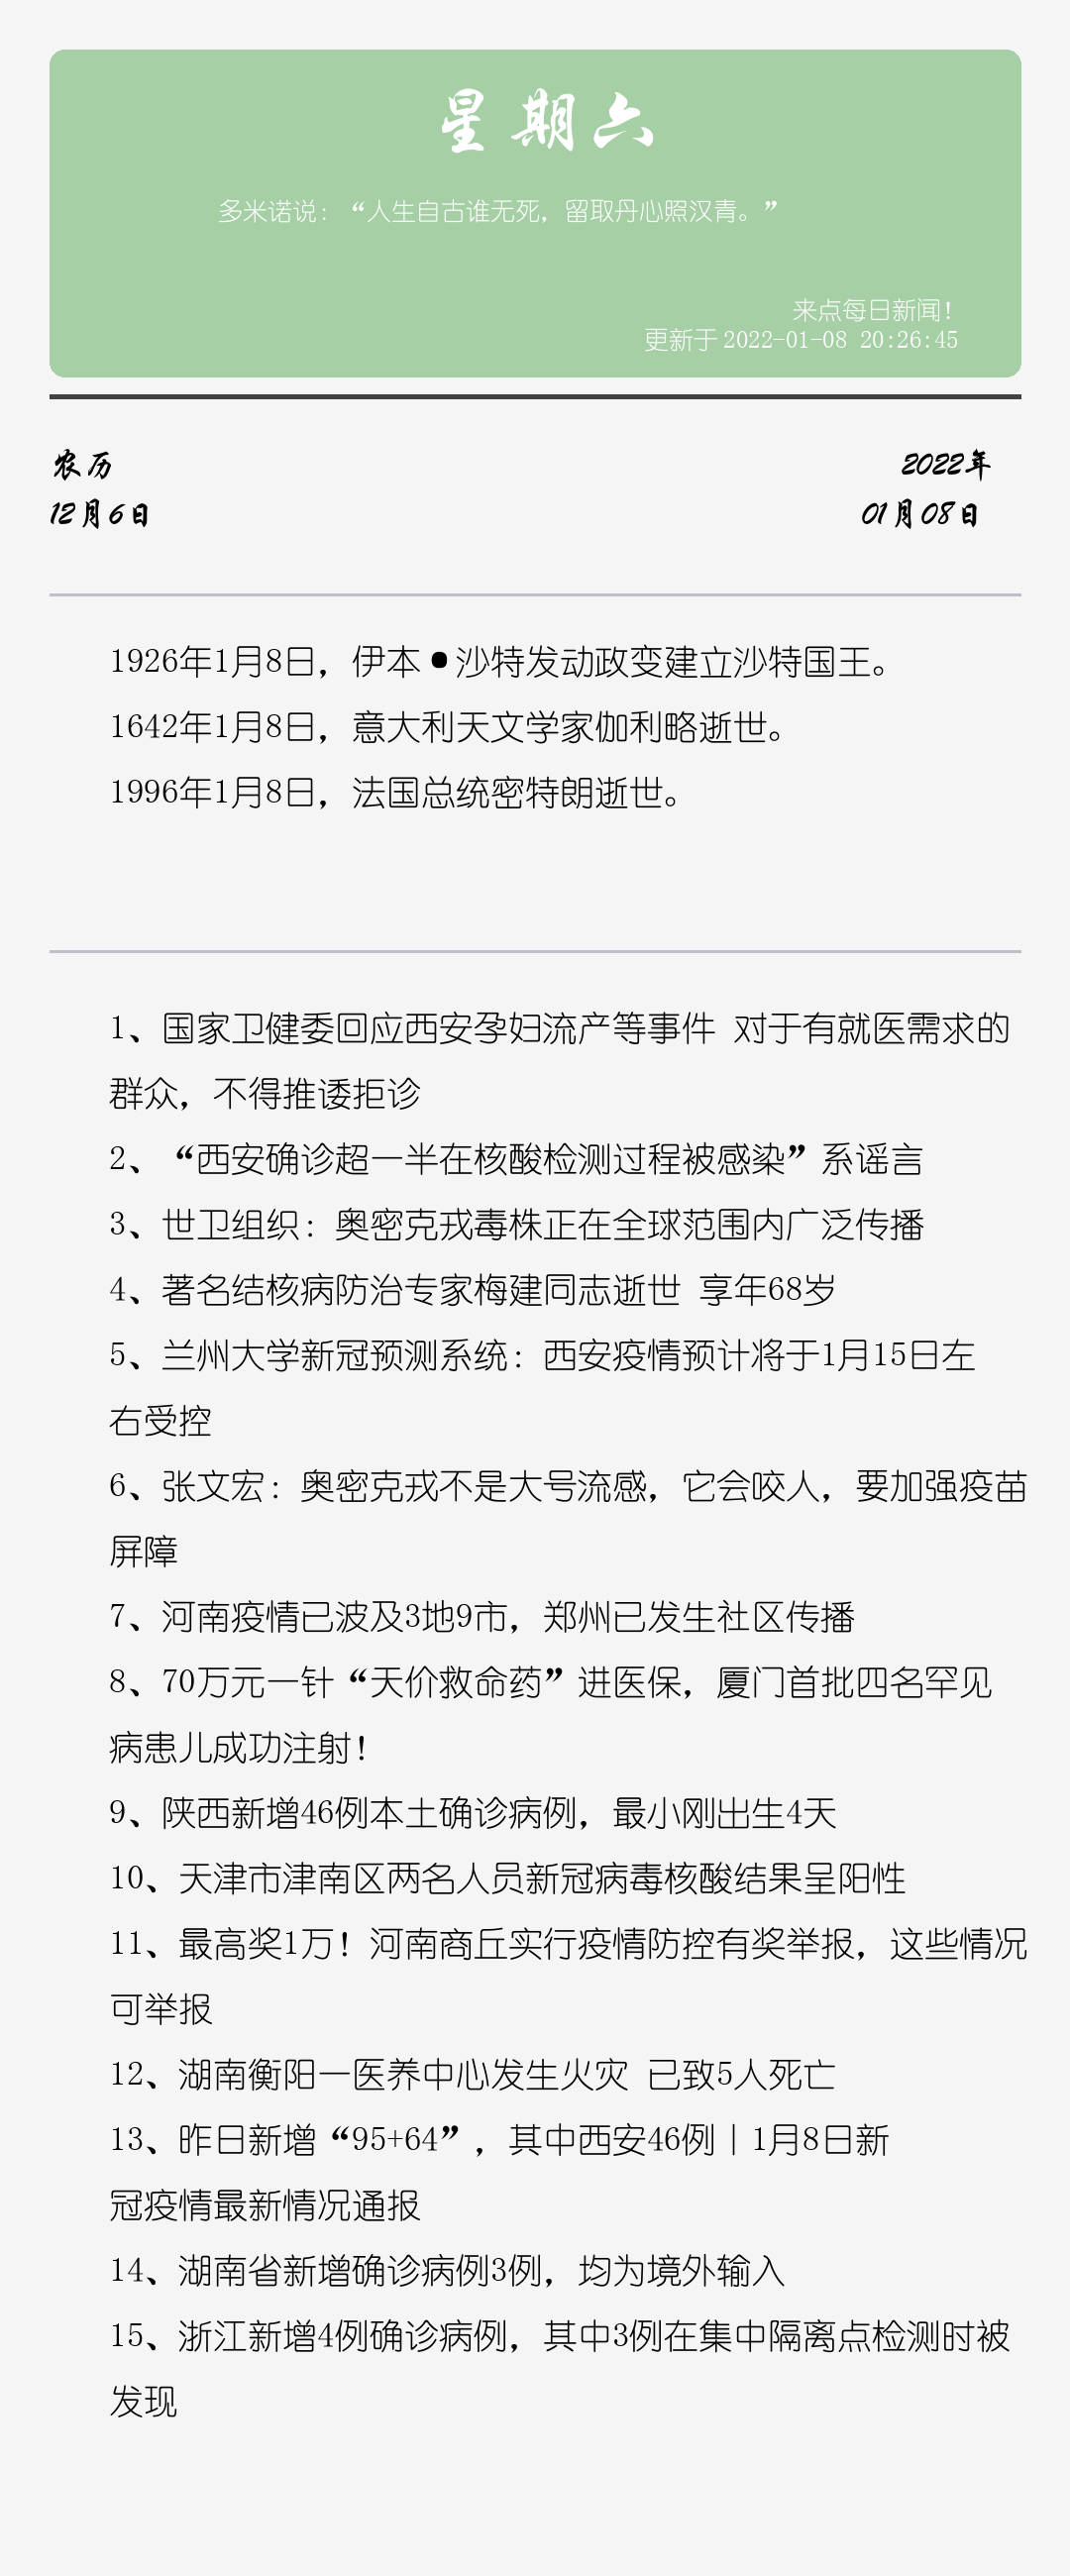 星期六
多米诺说：“人生自古谁无死，留取丹心照汉青。”
来点每日新闻！
更新于 2022-01-08 20:26:45
农历 2022年
12月6日 01月08日
1926年1月8日，伊本●沙特发动政变建立沙特国王。
1642年1月8日，意大利天文学家伽利略逝世。
1996年1月8日，法国总统密特朗逝世。
1、国家卫健委回应西安孕妇流产等事件 对于有就医需求的
群众，不得推诿拒诊
2、“西安确诊超一半在核酸检测过程被感染”系谣言
3、世卫组织：奥密克戎毒株正在全球范围内广泛传播
4、著名结核病防治专家梅建同志逝世 享年68岁
5、兰州大学新冠预测系统：西安疫情预计将于1月15日左
右受控
6、张文宏：奥密克戎不是大号流感，它会咬人，要加强疫苗
屏障
7、河南疫情已波及3地9市，郑州已发生社区传播
8、70万元一针“天价救命药”进医保，厦门首批四名罕见
病患儿成功注射！
9、陕西新增46例本土确诊病例，最小刚出生4天
10、天津市津南区两名人员新冠病毒核酸结果呈阳性
11、最高奖1万！河南商丘实行疫情防控有奖举报，这些情况
可举报
12、湖南衡阳一医养中心发生火灾 已致5人死亡
13、昨日新增“95+64”，其中西安46例丨1月8日新
冠疫情最新情况通报
14、湖南省新增确诊病例3例，均为境外输入
15、浙江新增4例确诊病例，其中3例在集中隔离点检测时被
发现